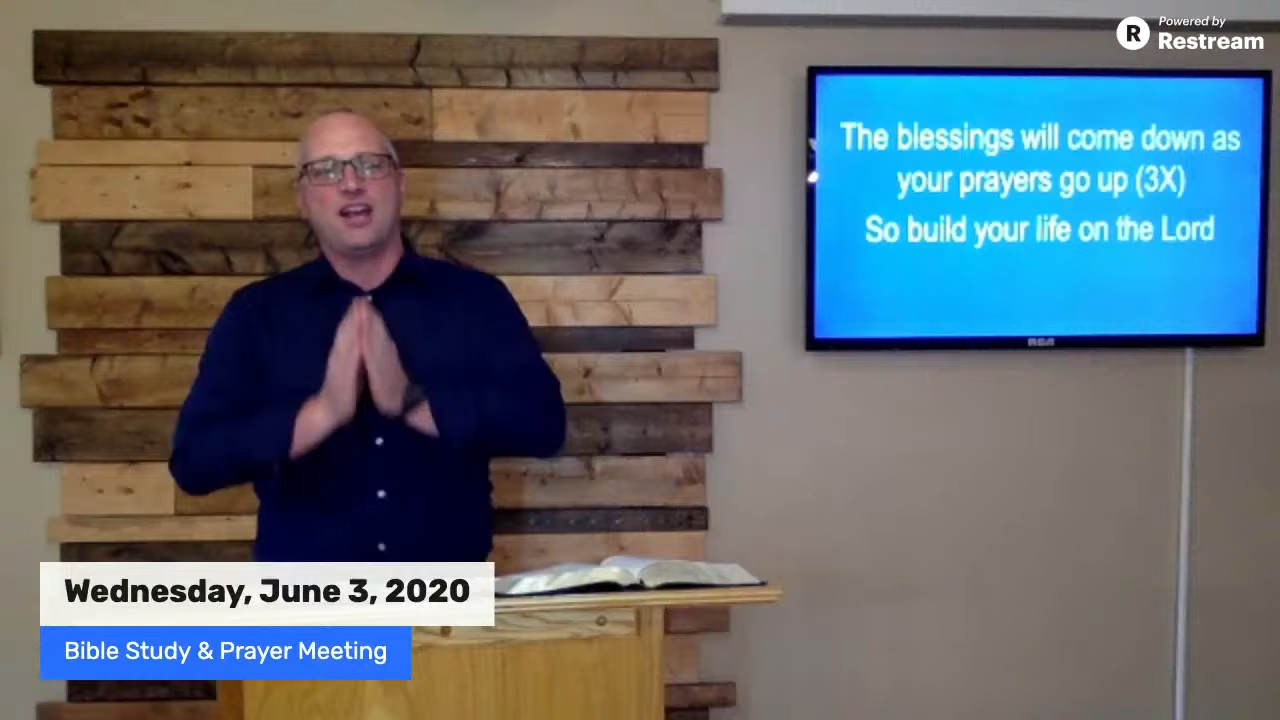 R
Powered by
Restream
The blessings will come down as
your prayers go up (3X)
So build your life on the Lord
RCA
Wednesday, June 3, 2020
Bible Study & Prayer Meeting